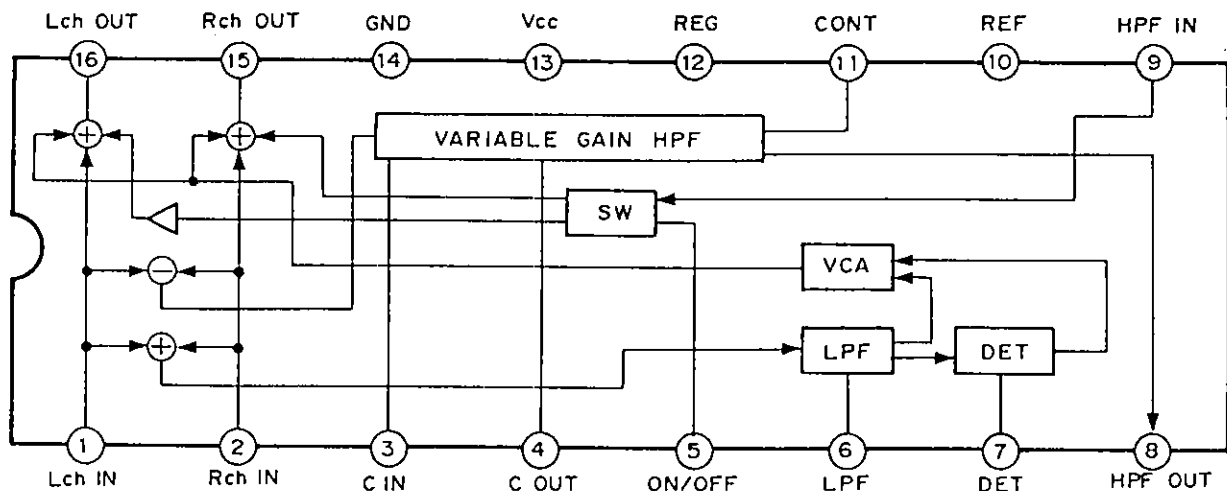 Lch OUT Rch OUT GND Vcc REG CONT REF HPF IN
16 15 14 13 12 11 10 9
+ + VARIABLE GAIN HPF
SW
− VCA
+ LPF DET
1 2 3 4 5 6 7 8
Lch IN Rch IN C IN C OUT ON/OFF LPF DET HPF OUT